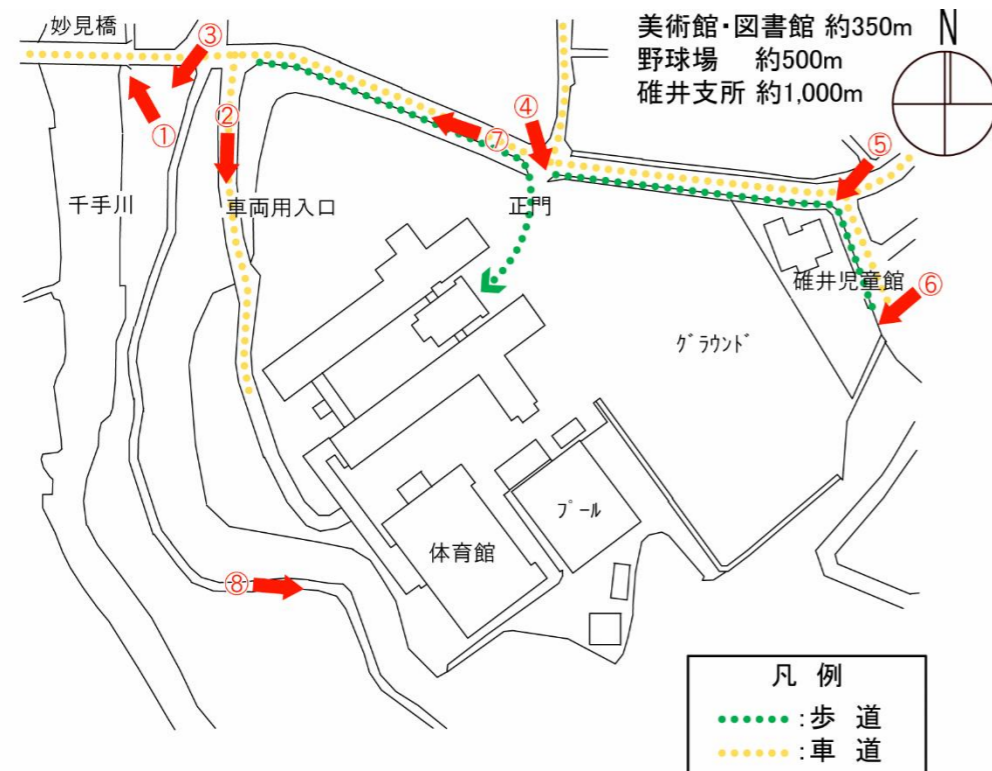 妙見橋
美術館・図書館 約350m
野球場 約500m
碓井支所 約1,000m
N
③
①
②
④
⑦
⑤
千手川
車両用入口
正門
碓井児童館
⑥
ｸﾞﾗｳﾝﾄﾞ
ﾌﾟｰﾙ
体育館
⑧
凡 例
:歩 道
:車 道